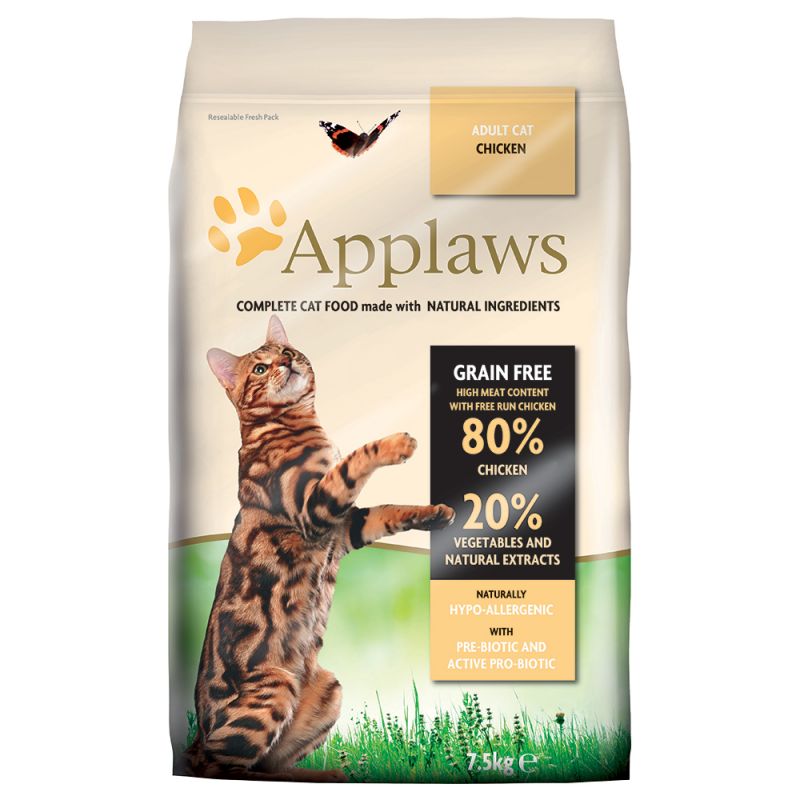 Resealable Fresh Pack
ADULT CAT
CHICKEN
Applaws
COMPLETE CAT FOOD made with NATURAL INGREDIENTS
GRAIN FREE
HIGH MEAT CONTENT
WITH FREE RUN CHICKEN
80%
CHICKEN
20%
VEGETABLES AND
NATURAL EXTRACTS
NATURALLY
HYPO-ALLERGENIC
WITH
PRE-BIOTIC AND
ACTIVE PRO-BIOTIC
7.5kg ℮